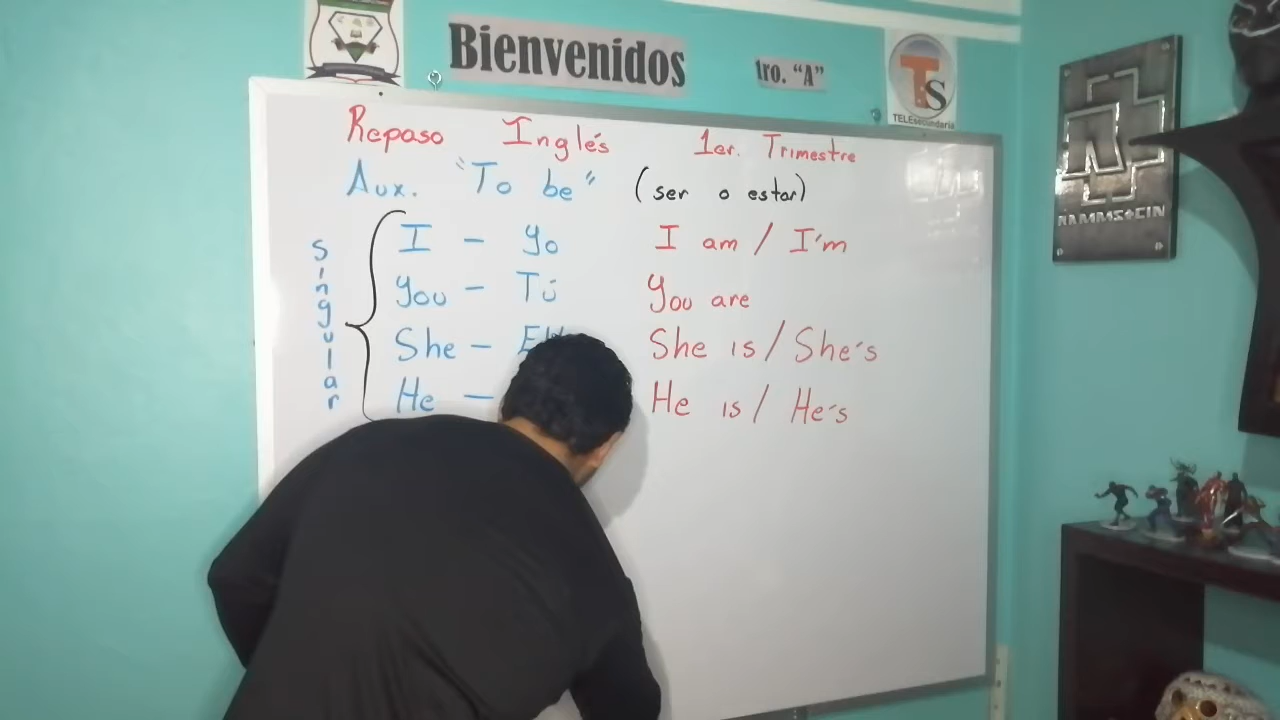 Bienvenidos 1ro. "A"
TS
TELEsecundaria
RAMMSTEIN
Repaso Inglés 1er. Trimestre
Aux. "To be" (ser o estar)
Singular
I - Yo I am / I'm
You - Tú You are
She - She is / She's
He - He is / He's